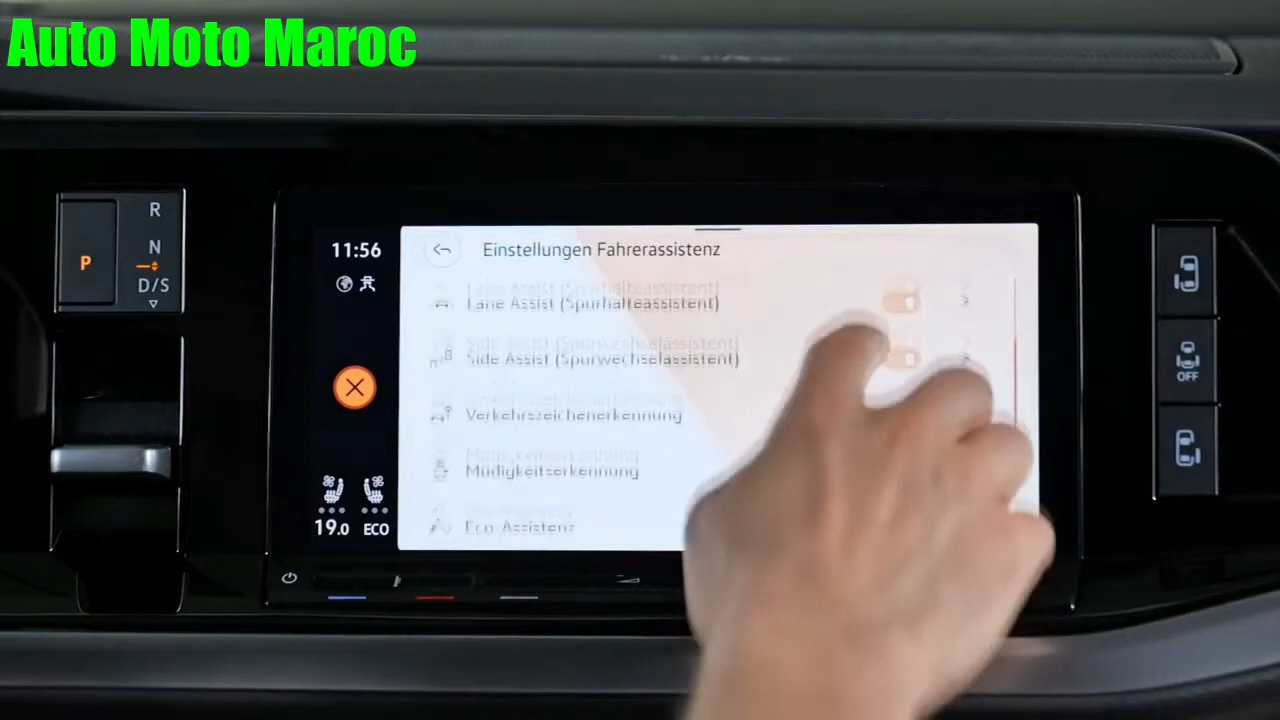 Auto Moto Maroc
R
N
P
D/S
11:56
Einstellungen Fahrerassistenz
Lane Assist (Spurhalteassistent)
Side Assist (Spurwechselassistent)
Verkehrszeichenerkennung
Müdigkeitserkennung
Eco-Assistenz
19.0 ECO
OFF